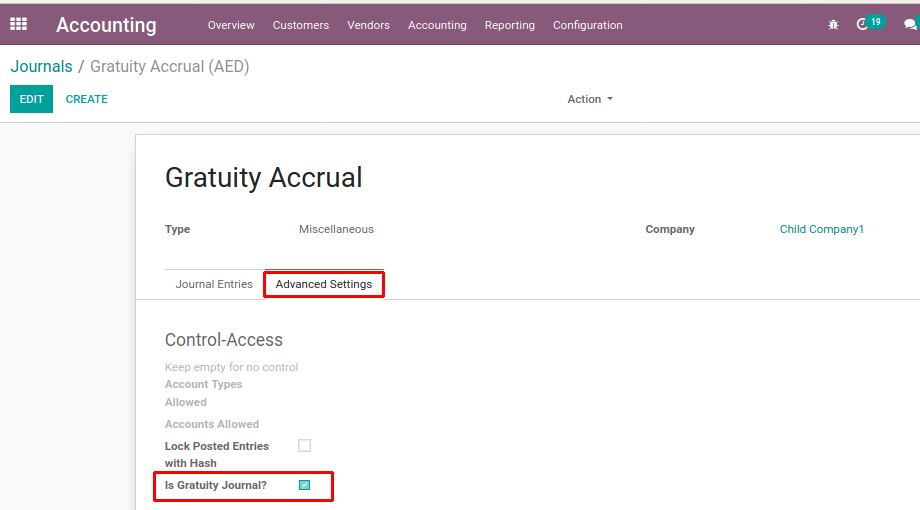 Accounting Overview Customers Vendors Accounting Reporting Configuration 19
Journals / Gratuity Accrual (AED)
EDIT CREATE Action
Gratuity Accrual
Type Miscellaneous Company Child Company1
Journal Entries Advanced Settings
Control-Access
Keep empty for no control
Account Types
Allowed
Accounts Allowed
Lock Posted Entries
with Hash
Is Gratuity Journal?